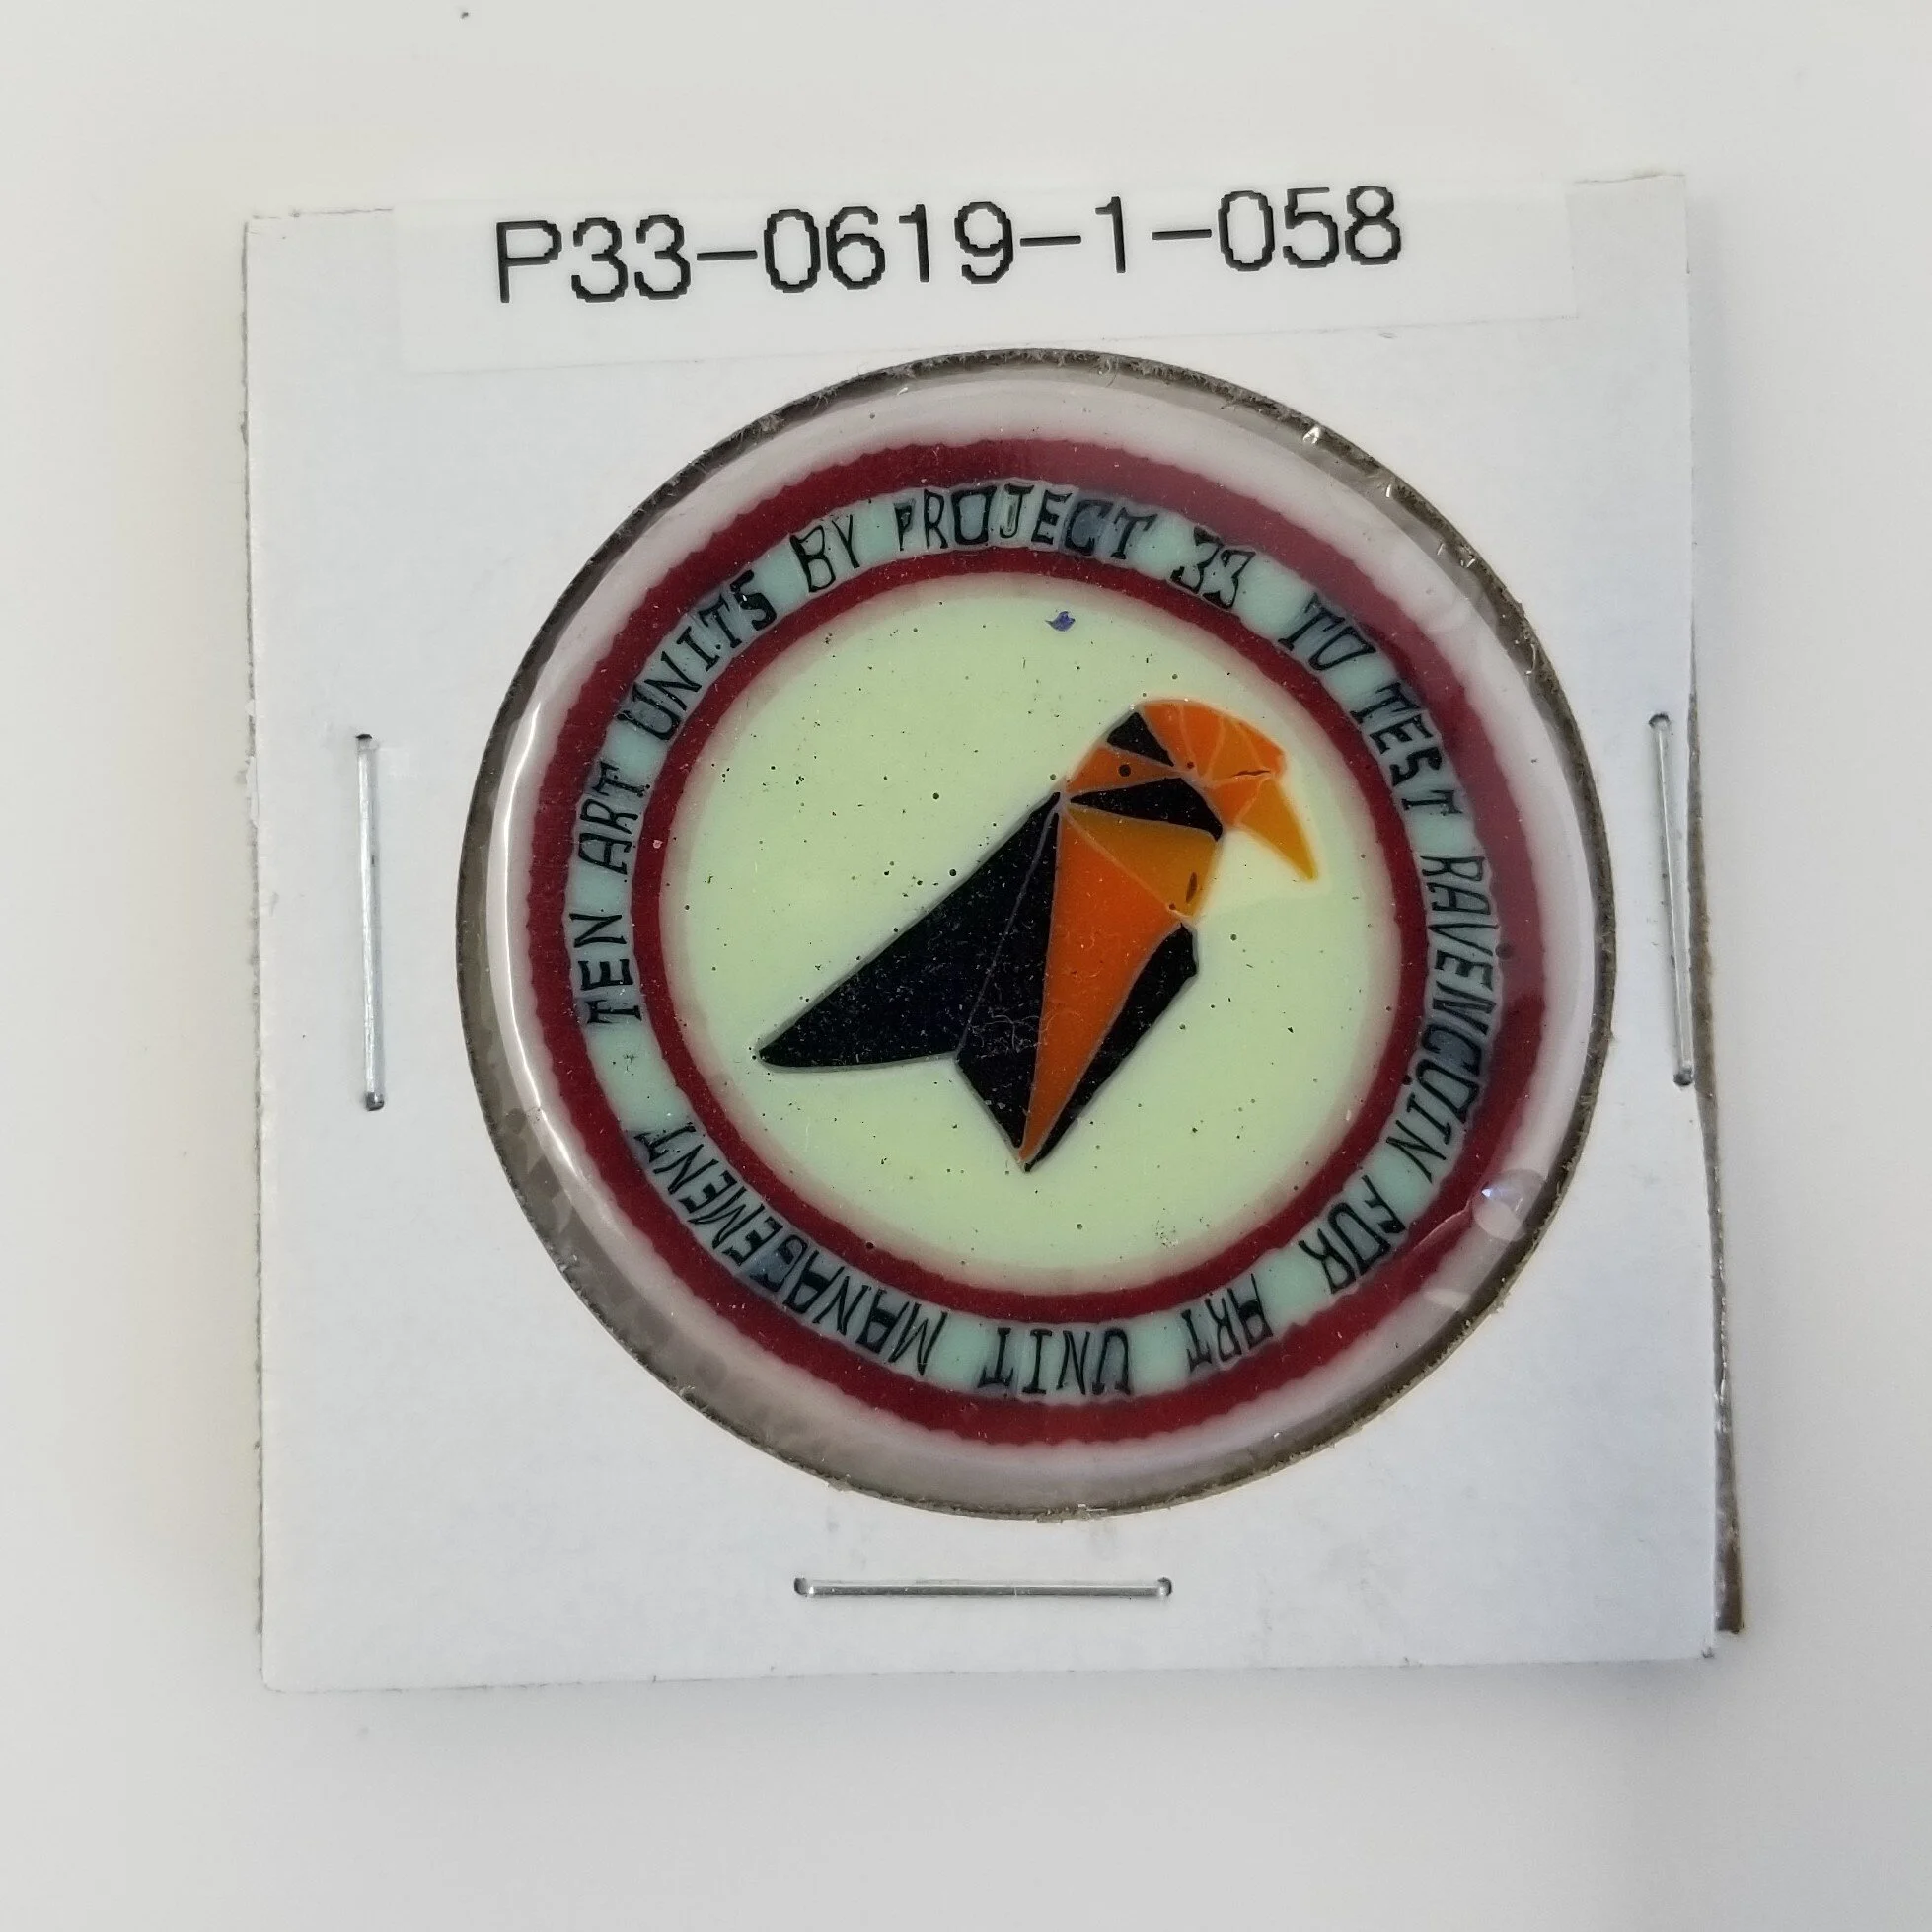 P33-0619-1-058
TEN ART UNITS BY PROJECT 33 TO TEST RAVENCOIN FOR ART UNIT MANAGEMENT